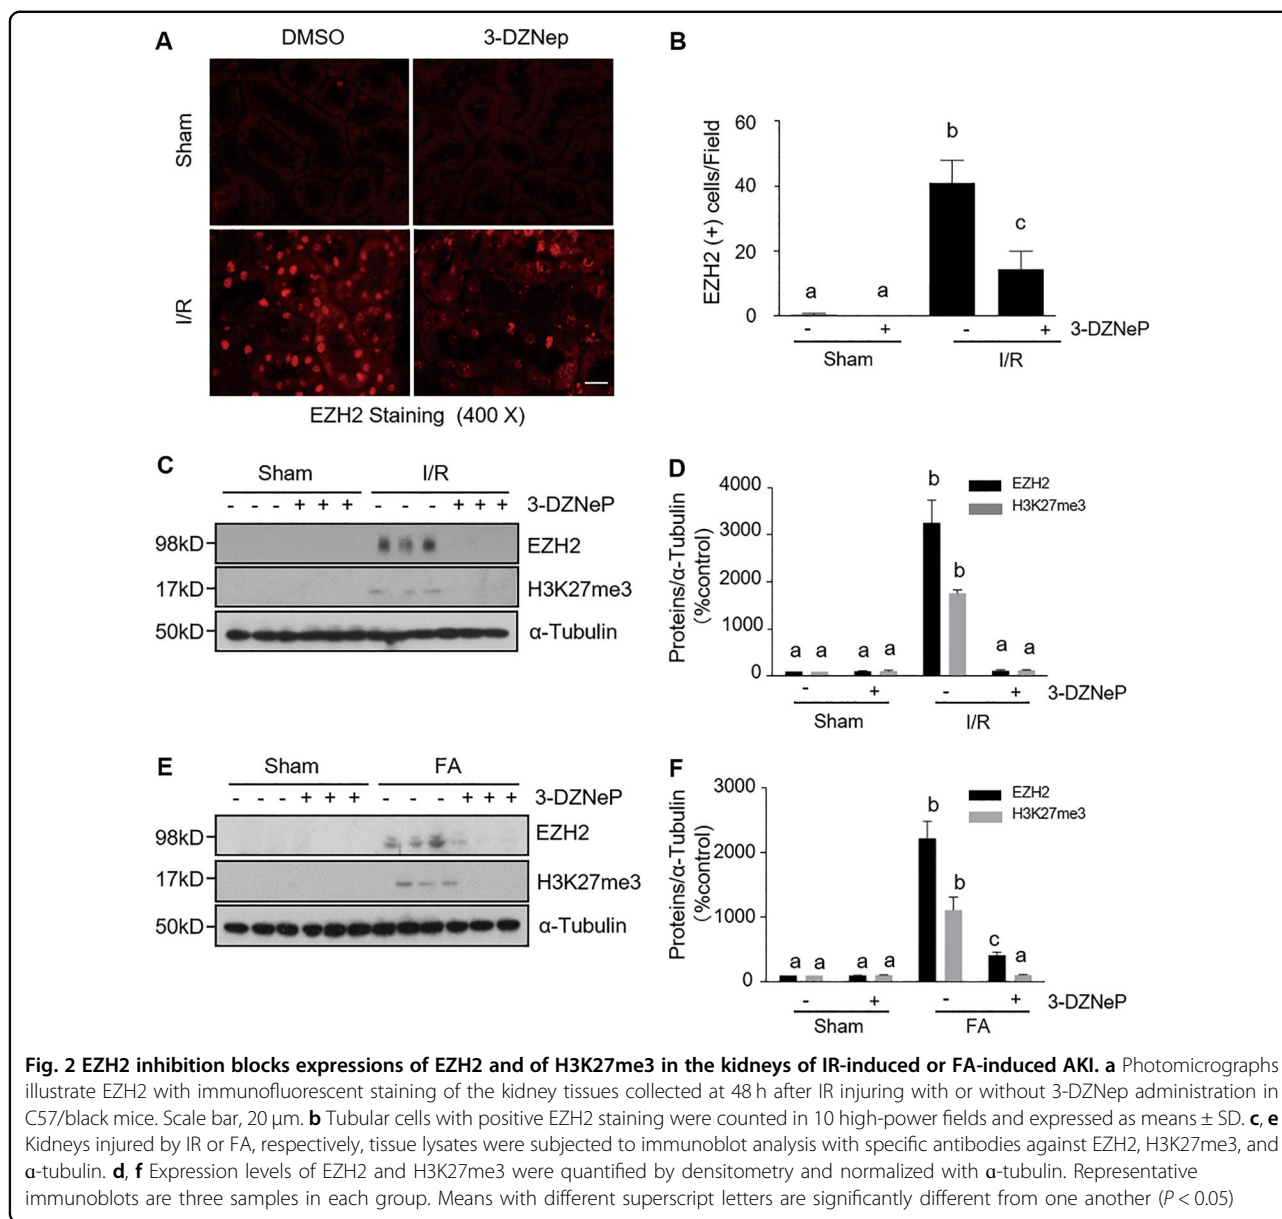 A
DMSO
3-DZNep
Sham
I/R
EZH2 Staining (400 X)
B
EZH2 (+) cells/Field
60
40
20
0
a
a
b
c
- + - + 3-DZNeP
Sham I/R
C
Sham I/R
- - - + + + - - - + + + 3-DZNeP
98kD EZH2
17kD H3K27me3
50kD α-Tubulin
D
Proteins/α-Tubulin
(%control)
4000
3000
2000
1000
0
EZH2
H3K27me3
a a a a b b a a
- + - + 3-DZNeP
Sham I/R
E
Sham FA
- - - + + + - - - + + + 3-DZNeP
98kD EZH2
17kD H3K27me3
50kD α-Tubulin
F
Proteins/α-Tubulin
(%control)
3000
2000
1000
0
EZH2
H3K27me3
a a a a b b c a
- + - + 3-DZNeP
Sham FA
Fig. 2 EZH2 inhibition blocks expressions of EZH2 and of H3K27me3 in the kidneys of IR-induced or FA-induced AKI. a Photomicrographs
illustrate EZH2 with immunofluorescent staining of the kidney tissues collected at 48 h after IR injuring with or without 3-DZNep administration in
C57/black mice. Scale bar, 20 μm. b Tubular cells with positive EZH2 staining were counted in 10 high-power fields and expressed as means ± SD. c, e
Kidneys injured by IR or FA, respectively, tissue lysates were subjected to immunoblot analysis with specific antibodies against EZH2, H3K27me3, and
α-tubulin. d, f Expression levels of EZH2 and H3K27me3 were quantified by densitometry and normalized with α-tubulin. Representative
immunoblots are three samples in each group. Means with different superscript letters are significantly different from one another (P < 0.05)